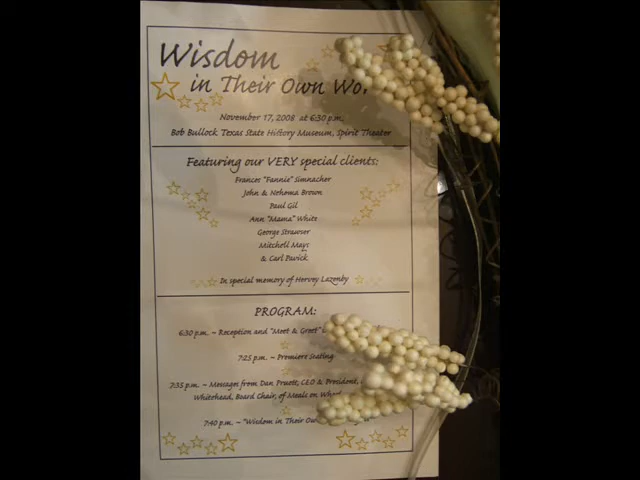 Wisdom
in Their Own
November 17, 2008 at 6:30 p.m.
Bob Bullock Texas State History Museum, Spirit Theater
Featuring our VERY special clients:
Frances "Fannie" Simnacher
John & Nehoma Brown
Paul Gil
Ann "Mama" White
George Strawser
Mitchell Mays
& Carl Pavick
In special memory of Hervey Lazenby
PROGRAM:
6:30 p.m. – Reception and "Meet & Greet"
7:25 p.m. – Premiere Seating
7:35 p.m. – Messages from Dan Pruett, CEO & President,
Whitehead, Board Chair, of Meals on
7:40 p.m. – "Wisdom in Their Own